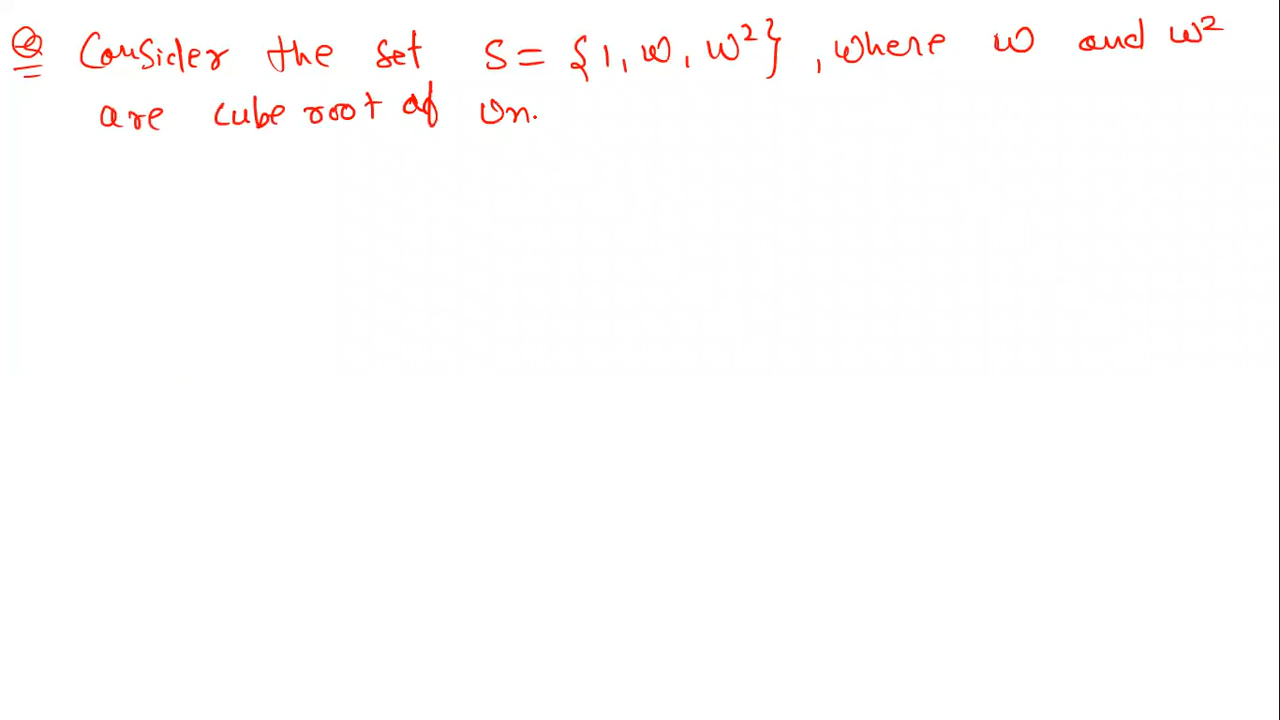 Q Consider the set S = {1, ω, ω²}, where ω and ω²
are cube root of un.